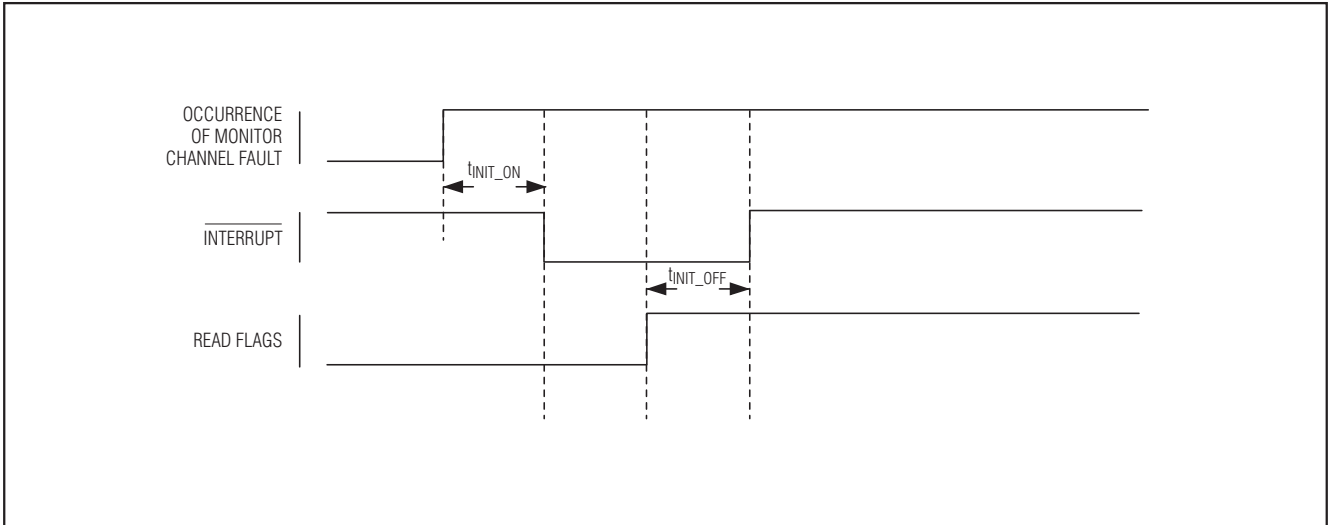 OCCURRENCE
OF MONITOR
CHANNEL FAULT
tINIT_ON
INTERRUPT
tINIT_OFF
READ FLAGS